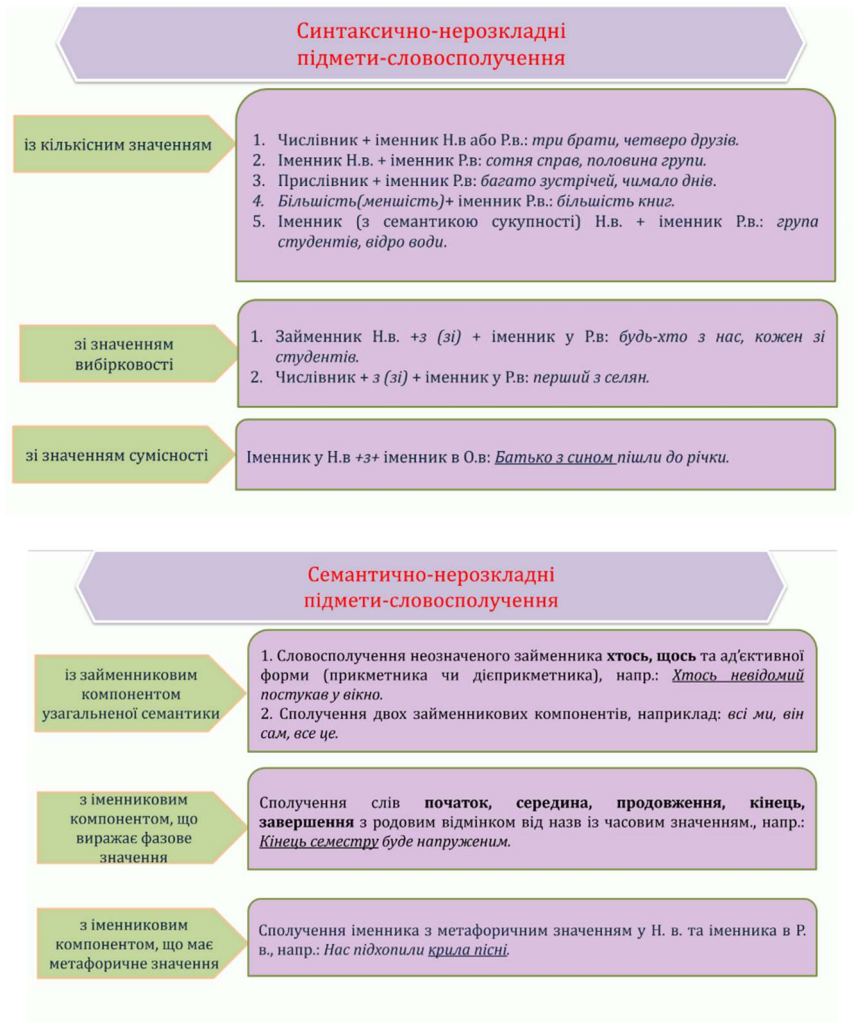 Синтаксично-нерозкладні
підмети-словосполучення
із кількісним значенням
1. Числівник + іменник Н.в або Р.в.: три брати, четверо друзів.
2. Іменник Н.в. + іменник Р.в: сотня справ, половина групи.
3. Прислівник + іменник Р.в: багато зустрічей, чимало днів.
4. Більшість(меншість)+ іменник Р.в.: більшість книг.
5. Іменник (з семантикою сукупності) Н.в. + іменник Р.в.: група
студентів, відро води.
зі значенням
вибірковості
1. Займенник Н.в. +з (зі) + іменник у Р.в: будь-хто з нас, кожен зі
студентів.
2. Числівник + з (зі) + іменник у Р.в: перший з селян.
зі значенням сумісності
Іменник у Н.в +з+ іменник в О.в: Батько з сином пішли до річки.
Семантично-нерозкладні
підмети-словосполучення
із займенниковим
компонентом
узагальненої семантики
1. Словосполучення неозначеного займенника хтось, щось та ад’єктивної
форми (прикметника чи дієприкметника), напр.: Хтось невідомий
постукав у вікно.
2. Сполучення двох займенникових компонентів, наприклад: всі ми, він
сам, все це.
з іменниковим
компонентом, що
виражає фазове
значення
Сполучення слів початок, середина, продовження, кінець,
завершення з родовим відмінком від назв із часовим значенням., напр.:
Кінець семестру буде напруженим.
з іменниковим
компонентом, що має
метафоричне значення
Сполучення іменника з метафоричним значенням у Н. в. та іменника в Р.
в., напр.: Нас підхопили крила пісні.